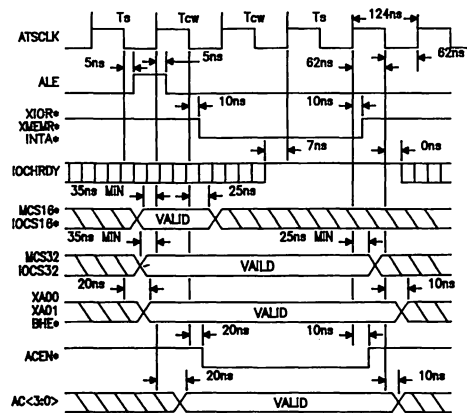 Ts Tcw Tcw Ts 124ns
ATSCLK
5ns 5ns 62ns 62ns
ALE
XIOR* 10ns 10ns
XMEMR*
INTA*
7ns 0ns
IOCHRDY
35ns MIN 25ns
MCS16*
IOCS16* VALID
35ns MIN 25ns MIN
MCS32
IOCS32 VAILD
20ns 10ns
XA00
XA01 VALID
BHE*
20ns 10ns
ACEN*
20ns 10ns
AC<3:0> VALID